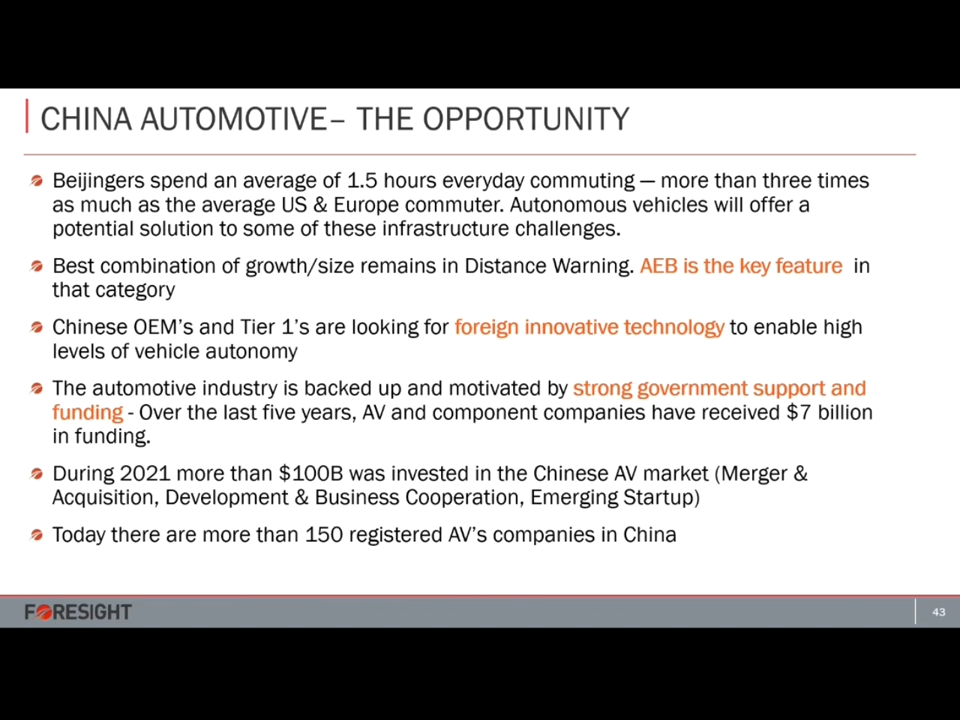 CHINA AUTOMOTIVE– THE OPPORTUNITY
Beijingers spend an average of 1.5 hours everyday commuting — more than three times
as much as the average US & Europe commuter. Autonomous vehicles will offer a
potential solution to some of these infrastructure challenges.
Best combination of growth/size remains in Distance Warning. AEB is the key feature in
that category
Chinese OEM's and Tier 1's are looking for foreign innovative technology to enable high
levels of vehicle autonomy
The automotive industry is backed up and motivated by strong government support and
funding - Over the last five years, AV and component companies have received $7 billion
in funding.
During 2021 more than $100B was invested in the Chinese AV market (Merger &
Acquisition, Development & Business Cooperation, Emerging Startup)
Today there are more than 150 registered AV's companies in China
FORESIGHT
43